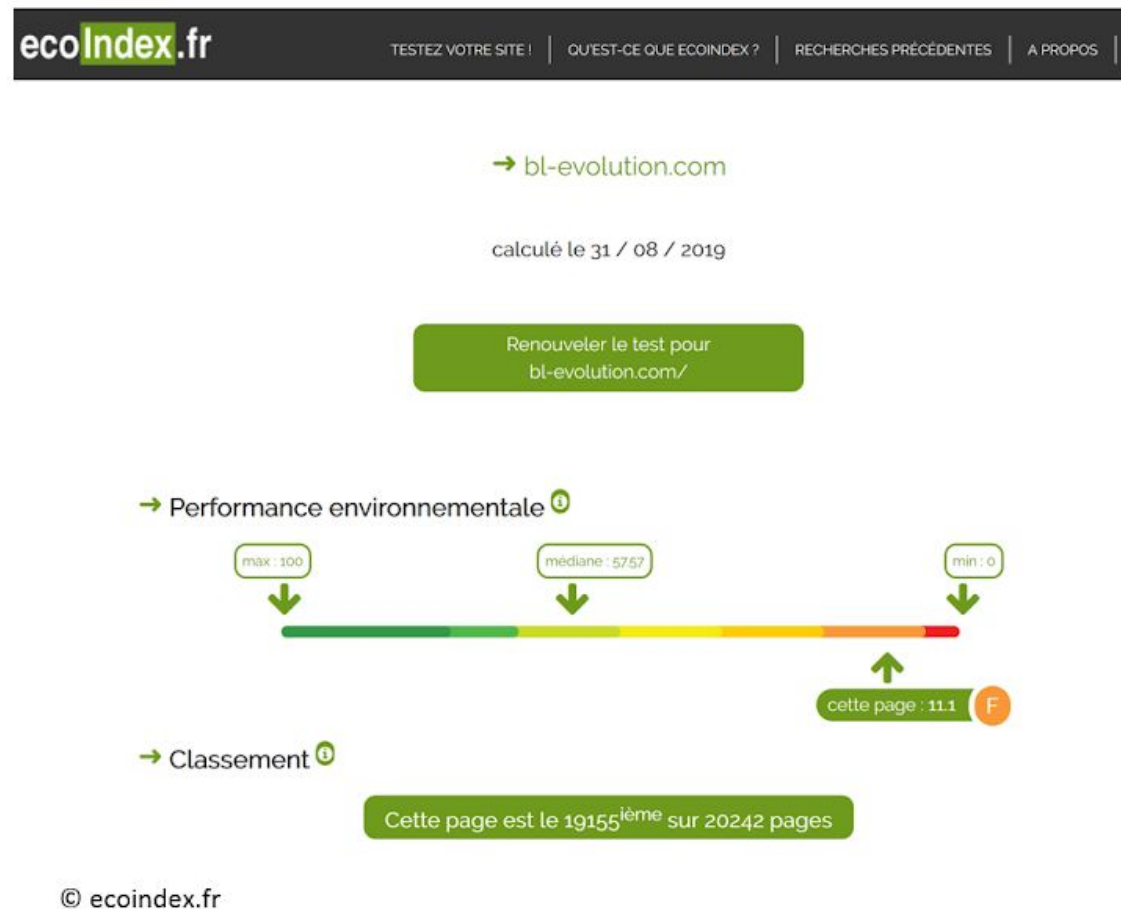 ecoIndex.fr
TESTEZ VOTRE SITE ! | QU'EST-CE QUE ECOINDEX ? | RECHERCHES PRÉCÉDENTES | A PROPOS |
→ bl-evolution.com
calculé le 31 / 08 / 2019
Renouveler le test pour
bl-evolution.com/
→ Performance environnementale
max : 100
médiane : 57.57
min : 0
cette page : 11.1 F
→ Classement
Cette page est le 19155ième sur 20242 pages
© ecoindex.fr